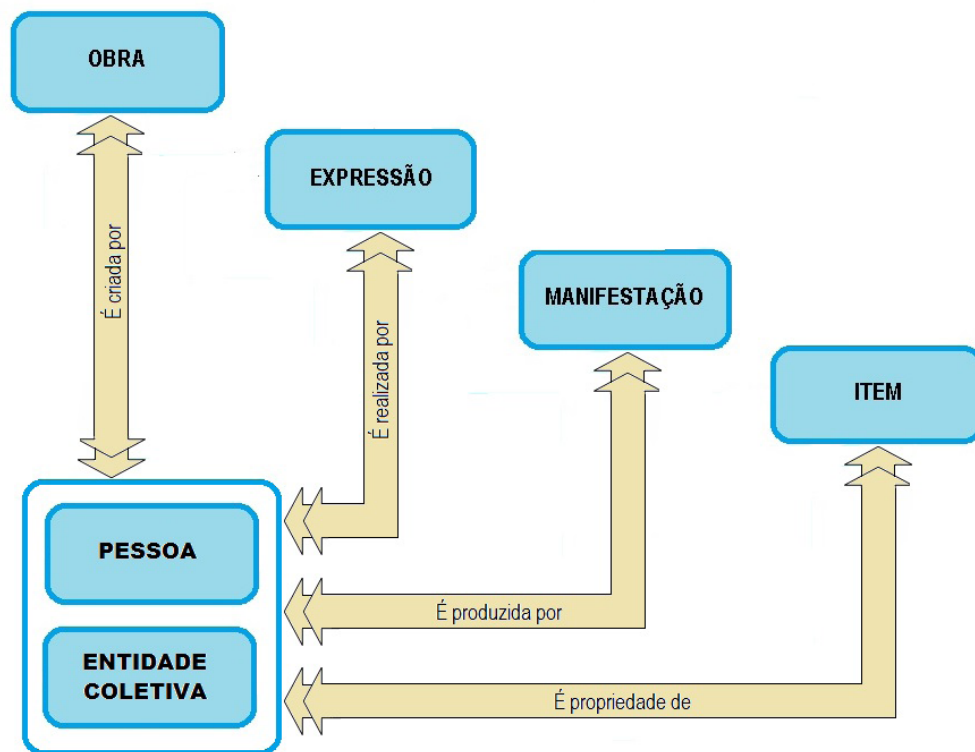 OBRA
EXPRESSÃO
É criada por
É realizada por
MANIFESTAÇÃO
ITEM
PESSOA
É produzida por
ENTIDADE
COLETIVA
É propriedade de